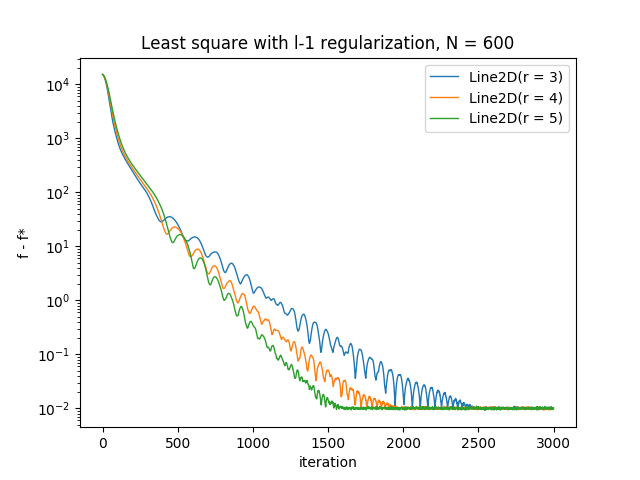 Least square with l-1 regularization, N = 600
Line2D(r = 3)
Line2D(r = 4)
Line2D(r = 5)
f - f*
10^4
10^3
10^2
10^1
10^0
10^-1
10^-2
0 500 1000 1500 2000 2500 3000
iteration